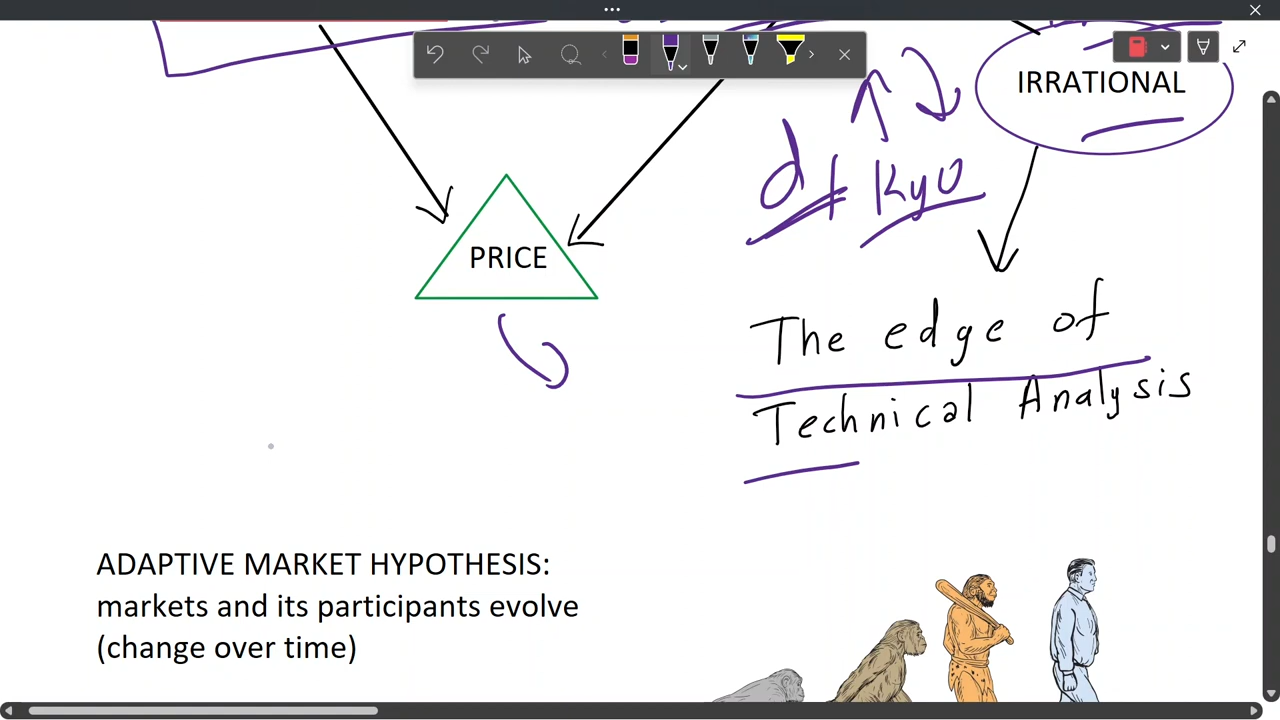 IRRATIONAL
PRICE
The edge of
Technical Analysis
ADAPTIVE MARKET HYPOTHESIS:
markets and its participants evolve
(change over time)